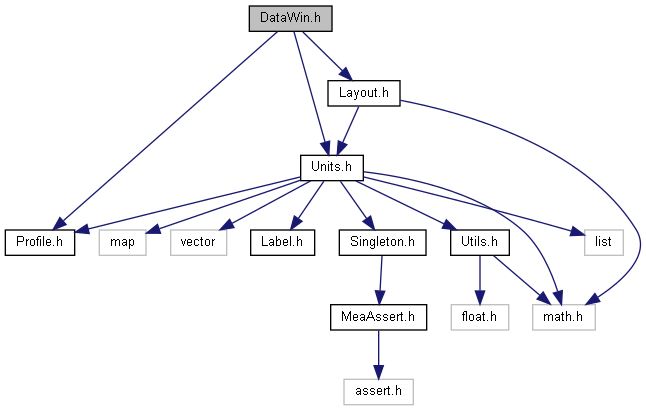 DataWin.h
Layout.h
Units.h
Profile.h
map
vector
Label.h
Singleton.h
Utils.h
list
MeaAssert.h
float.h
math.h
assert.h